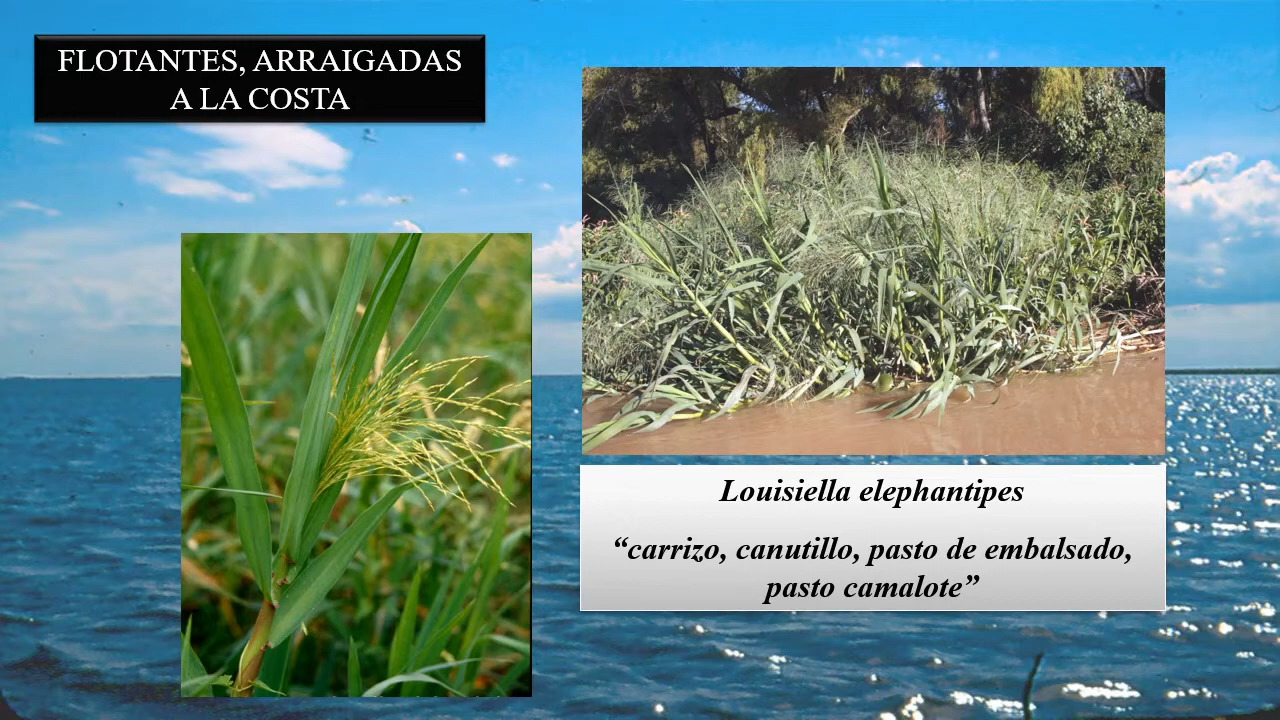 FLOTANTES, ARRAIGADAS
A LA COSTA
Louisiella elephantipes
“carrizo, canutillo, pasto de embalsado,
pasto camalote”